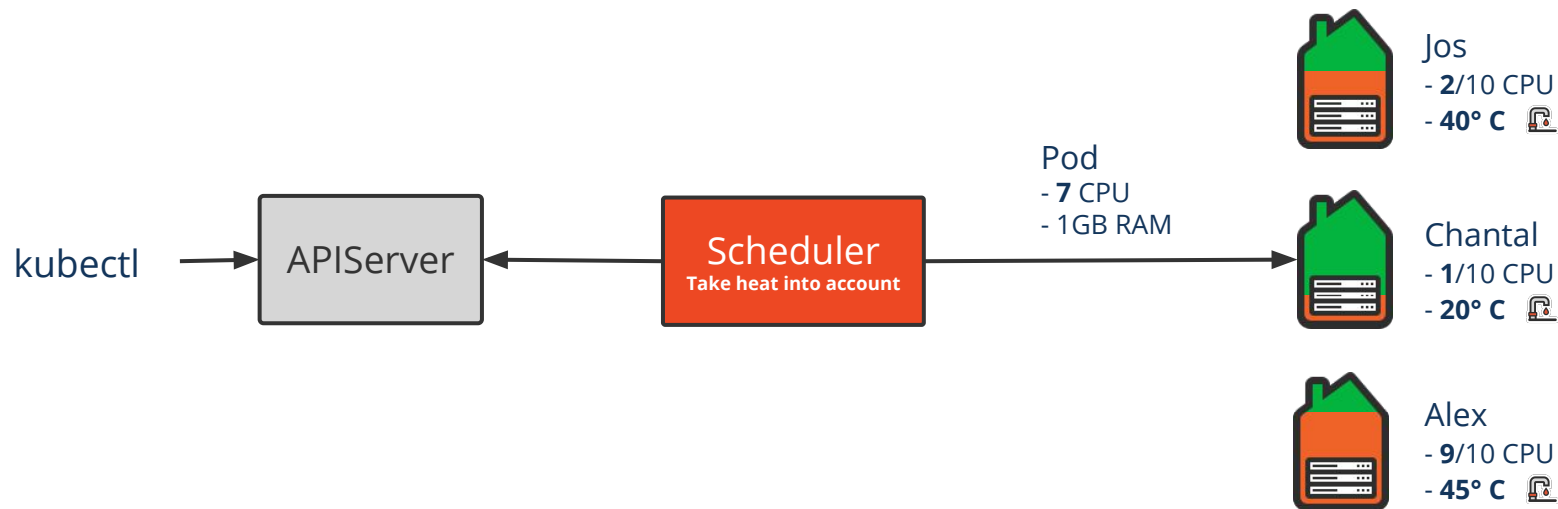 kubectl
APIServer
Scheduler
Take heat into account
Pod
- 7 CPU
- 1GB RAM
Jos
- 2/10 CPU
- 40° C
Chantal
- 1/10 CPU
- 20° C
Alex
- 9/10 CPU
- 45° C